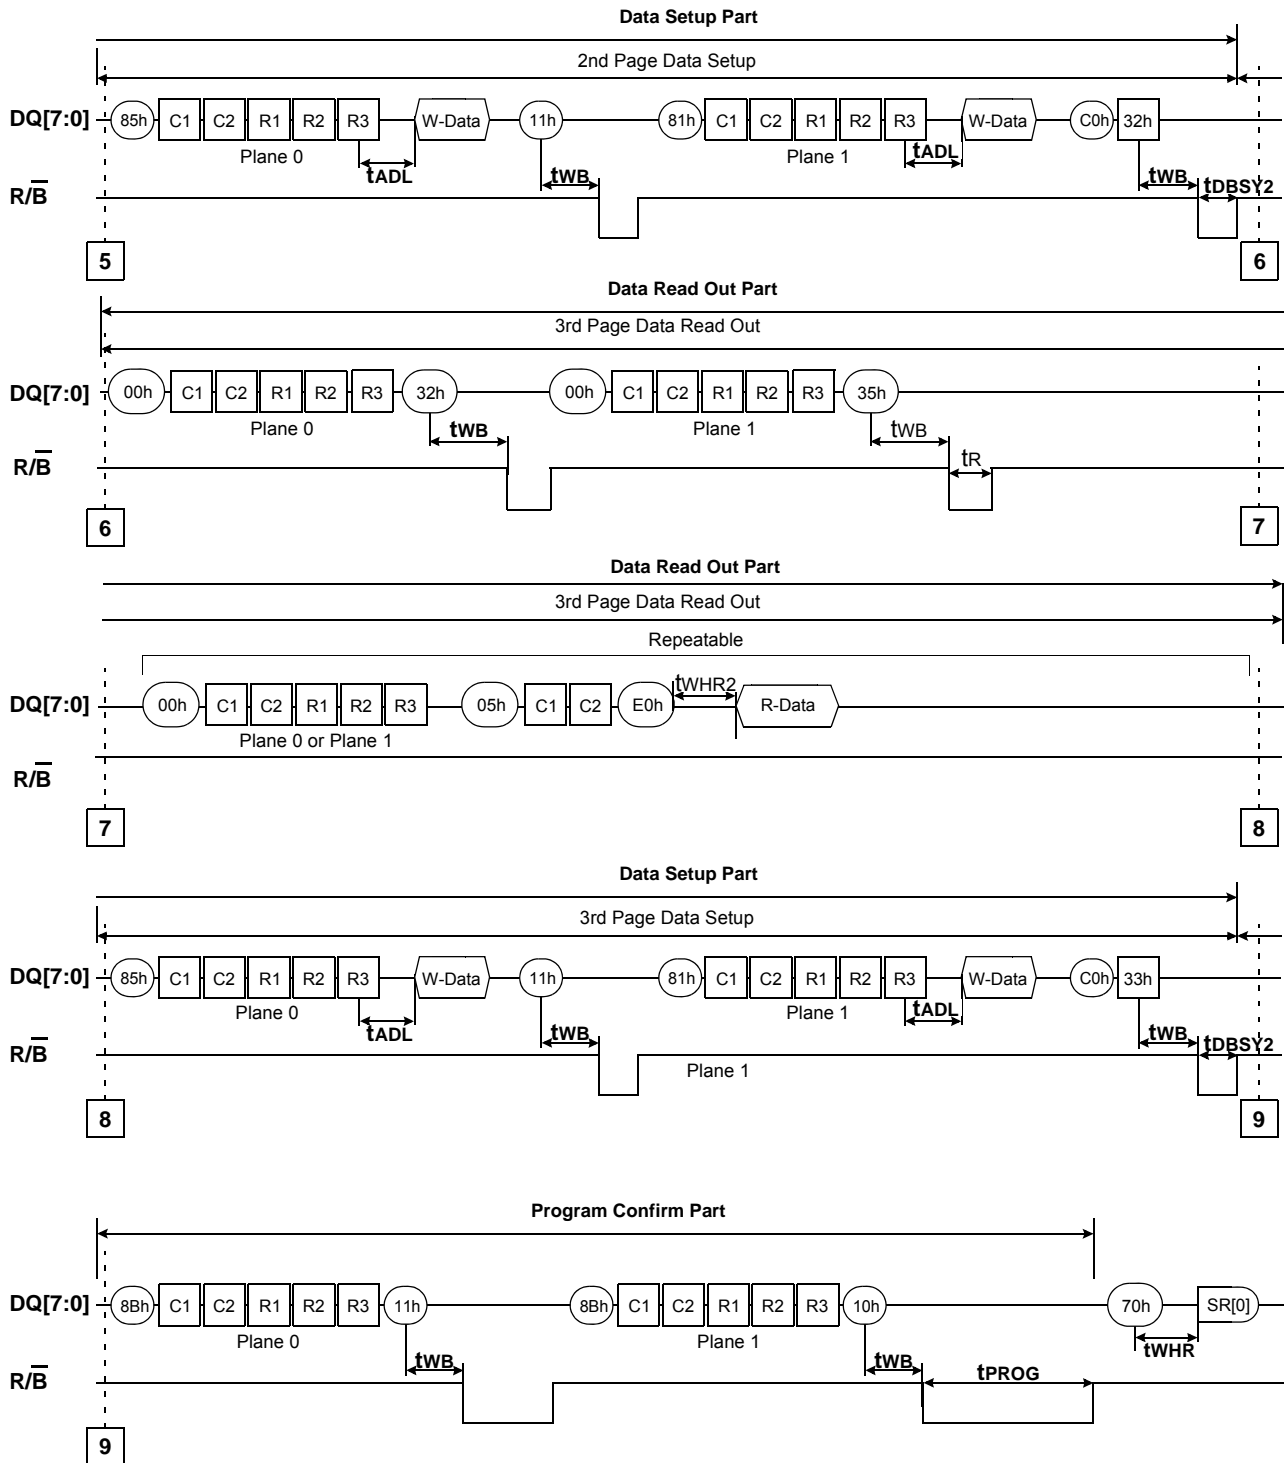 Data Setup Part
2nd Page Data Setup
DQ[7:0] 85h C1 C2 R1 R2 R3 W-Data 11h 81h C1 C2 R1 R2 R3 W-Data C0h 32h
Plane 0 Plane 1
tADL tWB tADL tWB tDBSY2
R/B
5 6
Data Read Out Part
3rd Page Data Read Out
DQ[7:0] 00h C1 C2 R1 R2 R3 32h 00h C1 C2 R1 R2 R3 35h
Plane 0 Plane 1
tWB tWB
R/B tR
6 7
Data Read Out Part
3rd Page Data Read Out
Repeatable
tWHR2
DQ[7:0] 00h C1 C2 R1 R2 R3 05h C1 C2 E0h R-Data
Plane 0 or Plane 1
R/B
7 8
Data Setup Part
3rd Page Data Setup
DQ[7:0] 85h C1 C2 R1 R2 R3 W-Data 11h 81h C1 C2 R1 R2 R3 W-Data C0h 33h
Plane 0 Plane 1
tADL tWB tADL tWB tDBSY2
R/B
Plane 1
8 9
Program Confirm Part
DQ[7:0] 8Bh C1 C2 R1 R2 R3 11h 8Bh C1 C2 R1 R2 R3 10h 70h SR[0]
Plane 0 Plane 1
tWHR
tWB tWB tPROG
R/B
9